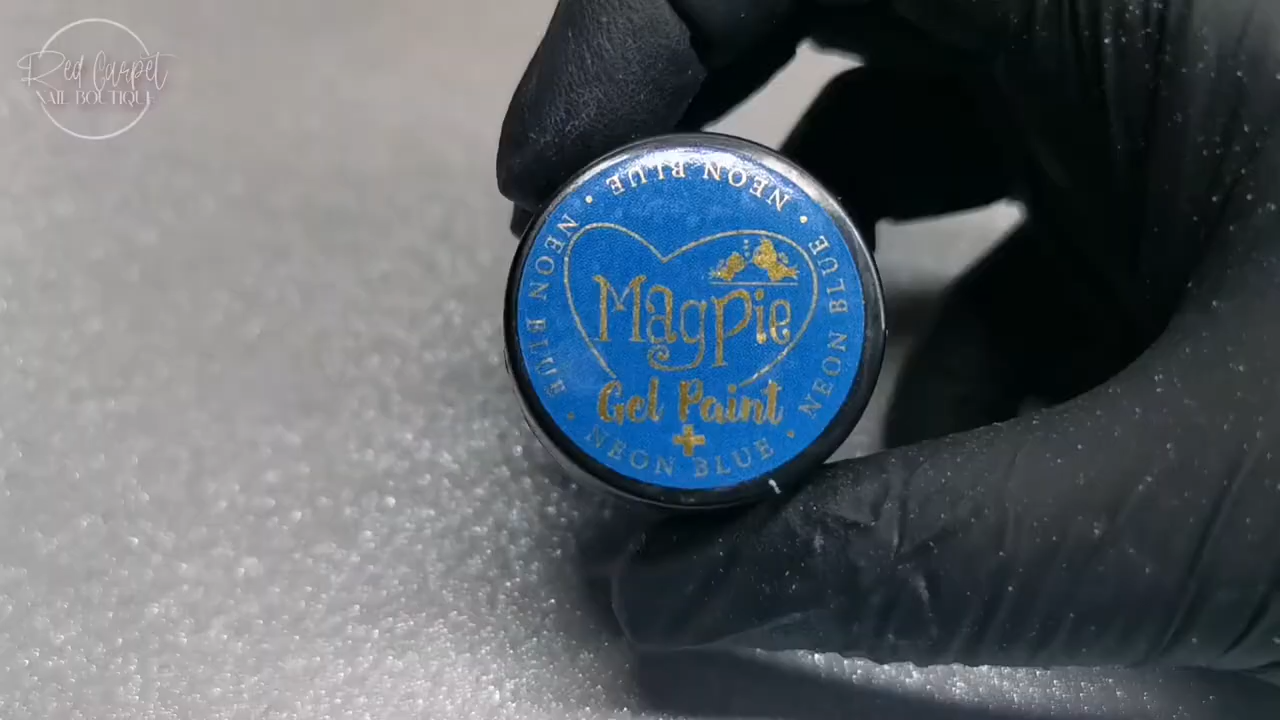 Red Carpet
NAIL BOUTIQUE
NEON BLUE • NEON BLUE • NEON BLUE • NEON BLUE •
Magpie
Gel Paint
+